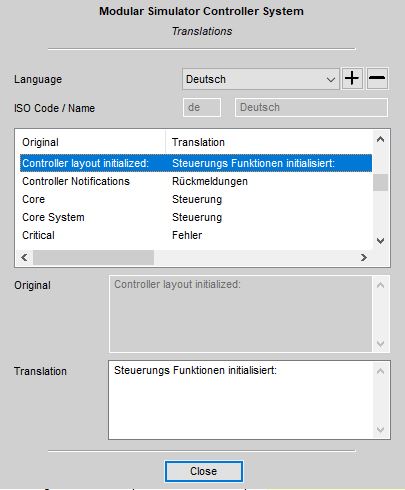 Modular Simulator Controller System
Translations
Language Deutsch
ISO Code / Name de Deutsch
Original Translation
Controller layout initialized: Steuerungs Funktionen initialisiert:
Controller Notifications Rückmeldungen
Core Steuerung
Core System Steuerung
Critical Fehler
Original Controller layout initialized:
Translation Steuerungs Funktionen initialisiert:
Close